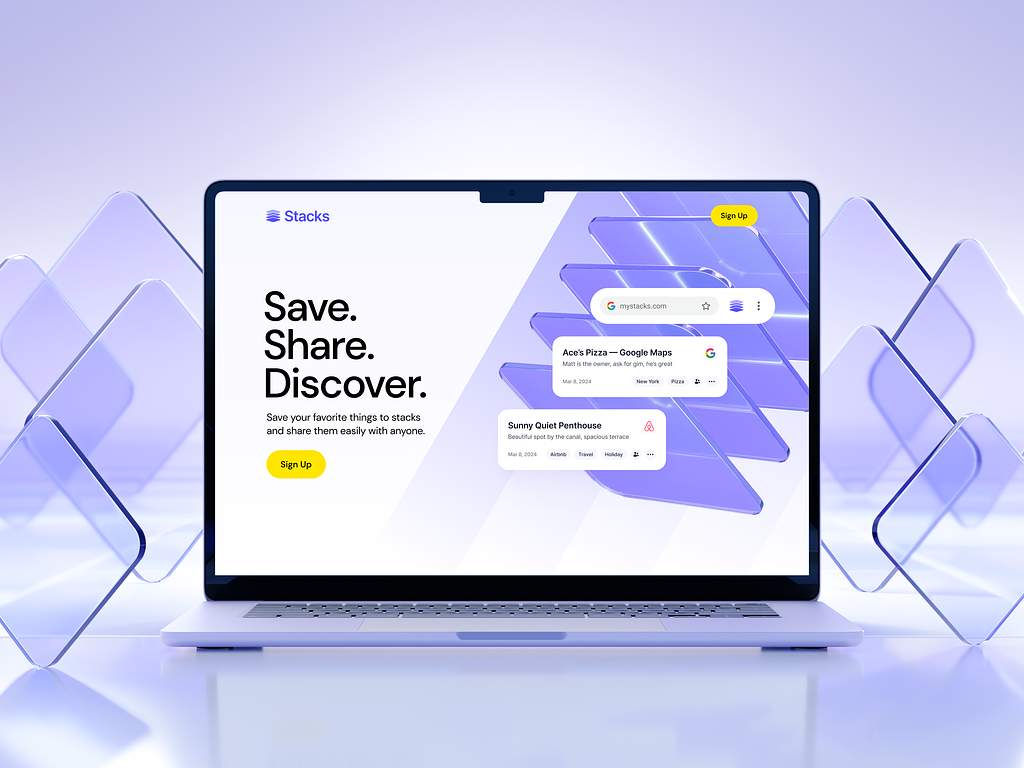 Stacks
Sign Up
Save.
Share.
Discover.
Save your favorite things to stacks
and share them easily with anyone.
Sign Up
mystacks.com
Ace's Pizza — Google Maps
Matt is the owner, ask for gim, he's great
Mar 8, 2024 New York Pizza
Sunny Quiet Penthouse
Beautiful spot by the canal, spacious terrace
Mar 8, 2024 Airbnb Travel Holiday